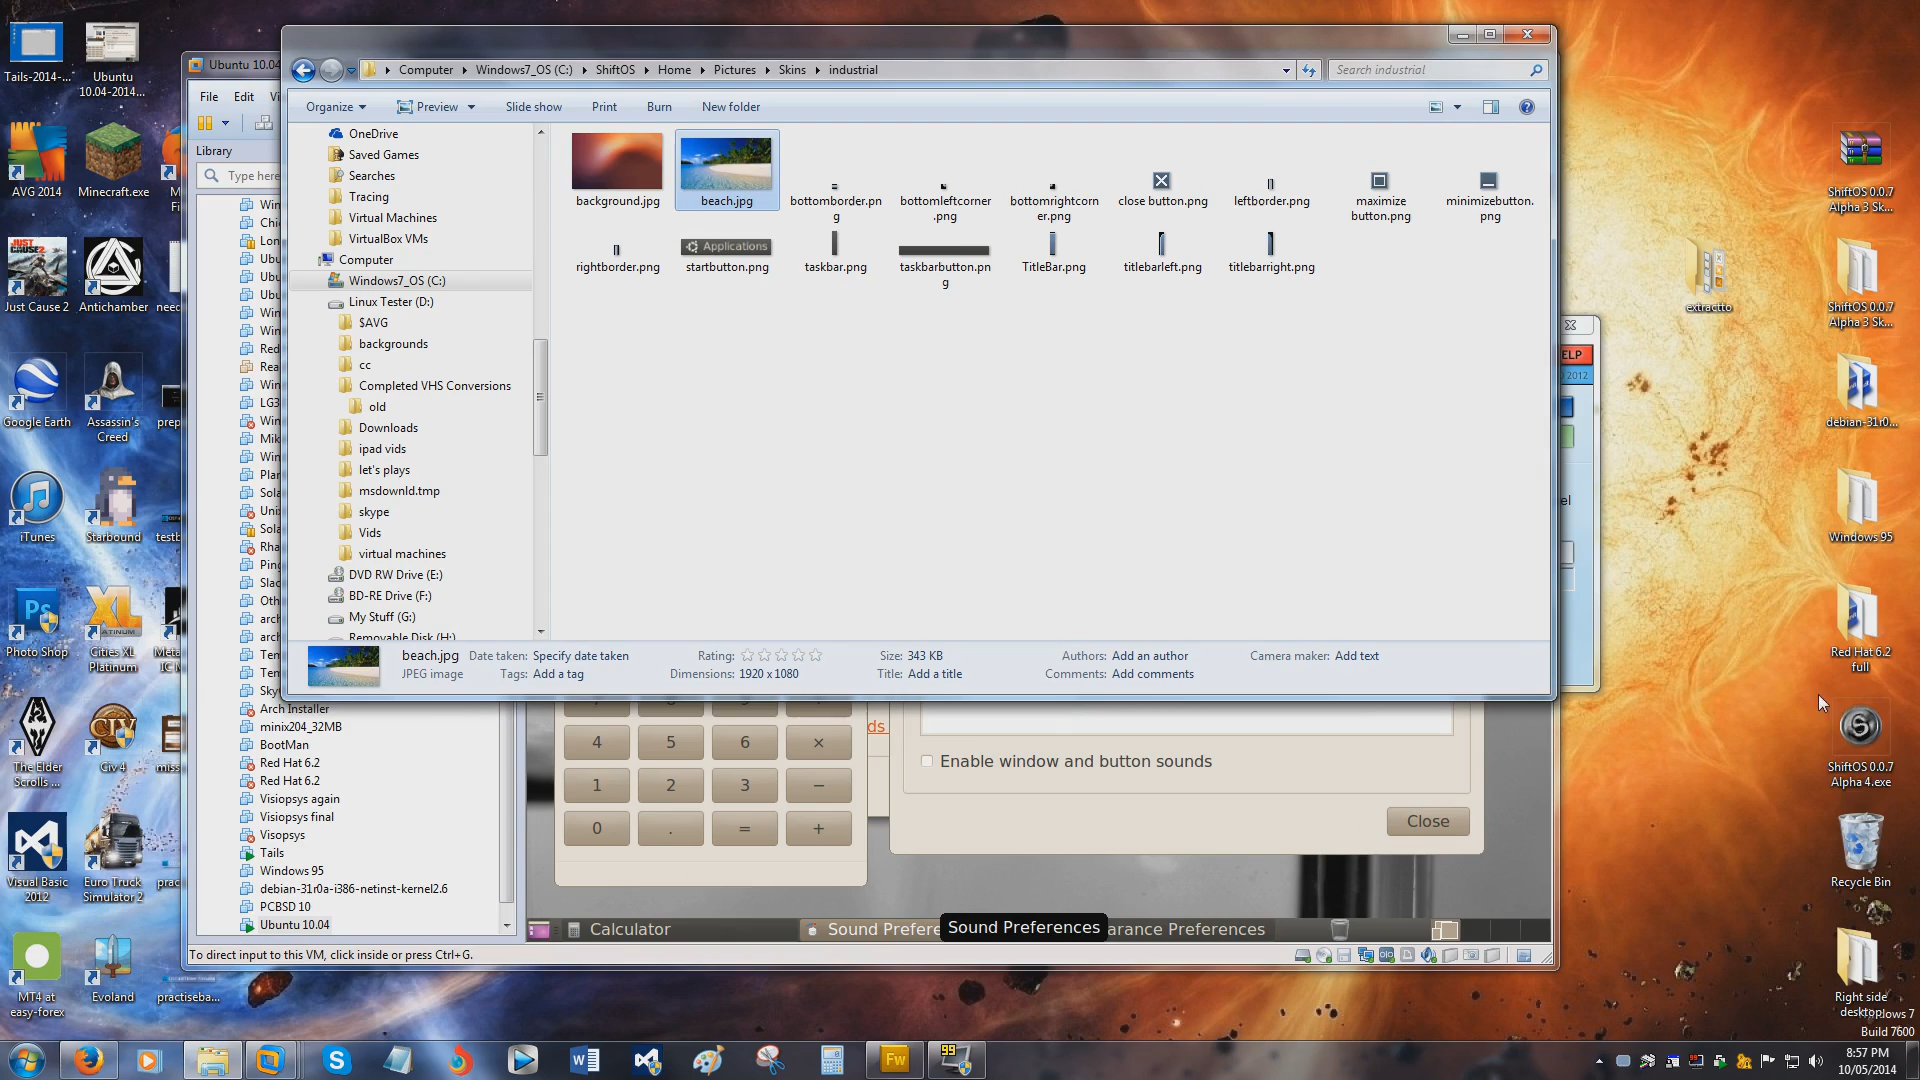 Tails-2014-...
Ubuntu
10.04-2014...
AVG 2014
Minecraft.exe
Just Cause 2
Antichamber
Google Earth
Assassin's
Creed
iTunes
Starbound
Photo Shop
Cities XL
Platinum
The Elder
Scrolls ...
Civ 4
Visual Basic
2012
Euro Truck
Simulator 2
MT4 at
easy-forex
Evoland
practiseba...
Ubuntu 10.04
File Edit
Library
Type here
Arch Installer
minix204_32MB
BootMan
Red Hat 6.2
Red Hat 6.2
Visiopsys again
Visiopsys final
Visopsys
Tails
Windows 95
debian-31r0a-i386-netinst-kernel2.6
PCBSD 10
Ubuntu 10.04
To direct input to this VM, click inside or press Ctrl+G.
Computer Windows7_OS (C:) ShiftOS Home Pictures Skins industrial
Search industrial
Organize Preview Slide show Print Burn New folder
OneDrive
Saved Games
Searches
Tracing
Virtual Machines
VirtualBox VMs
Computer
Windows7_OS (C:)
Linux Tester (D:)
$AVG
backgrounds
cc
Completed VHS Conversions
old
Downloads
ipad vids
let's plays
msdownld.tmp
skype
Vids
virtual machines
DVD RW Drive (E:)
BD-RE Drive (F:)
My Stuff (G:)
Removable Disk (H:)
background.jpg
beach.jpg
bottomborder.pn
g
bottomleftcorner
.png
bottomrightcorn
er.png
close button.png
leftborder.png
maximize
button.png
minimizebutton.
png
rightborder.png
Applications
startbutton.png
taskbar.png
taskbarbutton.pn
g
TitleBar.png
titlebarleft.png
titlebarright.png
beach.jpg Date taken: Specify date taken Rating: Size: 343 KB Authors: Add an author Camera maker: Add text
JPEG image Tags: Add a tag Dimensions: 1920 x 1080 Title: Add a title Comments: Add comments
4 5 6 ×
1 2 3 −
0 . = +
Enable window and button sounds
Close
Calculator
Sound Prefere
Sound Preferences
arance Preferences
ELP
2012
extractto
ShiftOS 0.0.7
Alpha 3 Sk...
ShiftOS 0.0.7
Alpha 3 Sk...
debian-31r0...
Windows 95
Red Hat 6.2
full
ShiftOS 0.0.7
Alpha 4.exe
Recycle Bin
Right side
desktop
Build 7600
8:57 PM
10/05/2014